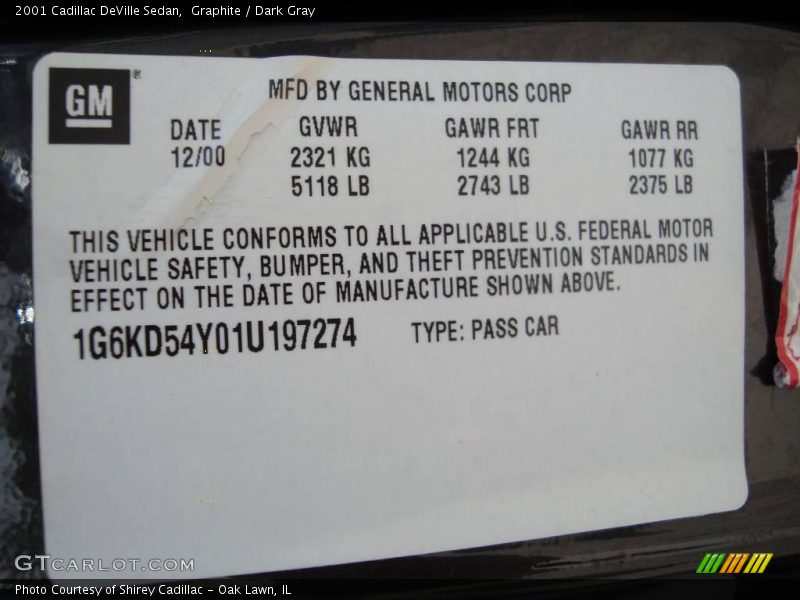 2001 Cadillac DeVille Sedan,  Graphite / Dark Gray
GM®
MFD BY GENERAL MOTORS CORP
DATE GVWR GAWR FRT GAWR RR
12/00 2321 KG 1244 KG 1077 KG
5118 LB 2743 LB 2375 LB
THIS VEHICLE CONFORMS TO ALL APPLICABLE U.S. FEDERAL MOTOR
VEHICLE SAFETY, BUMPER, AND THEFT PREVENTION STANDARDS IN
EFFECT ON THE DATE OF MANUFACTURE SHOWN ABOVE.
1G6KD54Y01U197274 TYPE: PASS CAR
GTCARLOT.COM
Photo Courtesy of Shirey Cadillac - Oak Lawn, IL